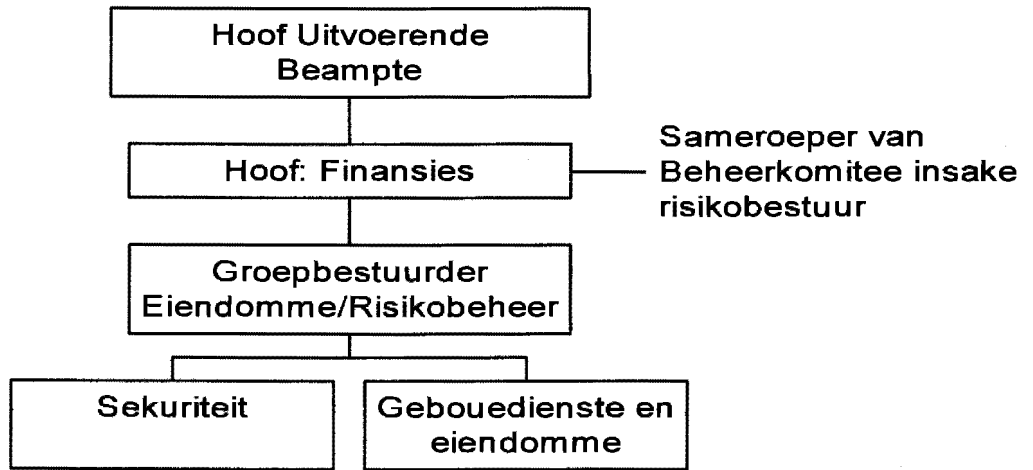 Hoof Uitvoerende
Beampte
Hoof: Finansies
Sameroeper van
Beheerkomitee insake
risikobestuur
Groepbestuurder
Eiendomme/Risikobeheer
Sekuriteit
Gebouedienste en
eiendomme